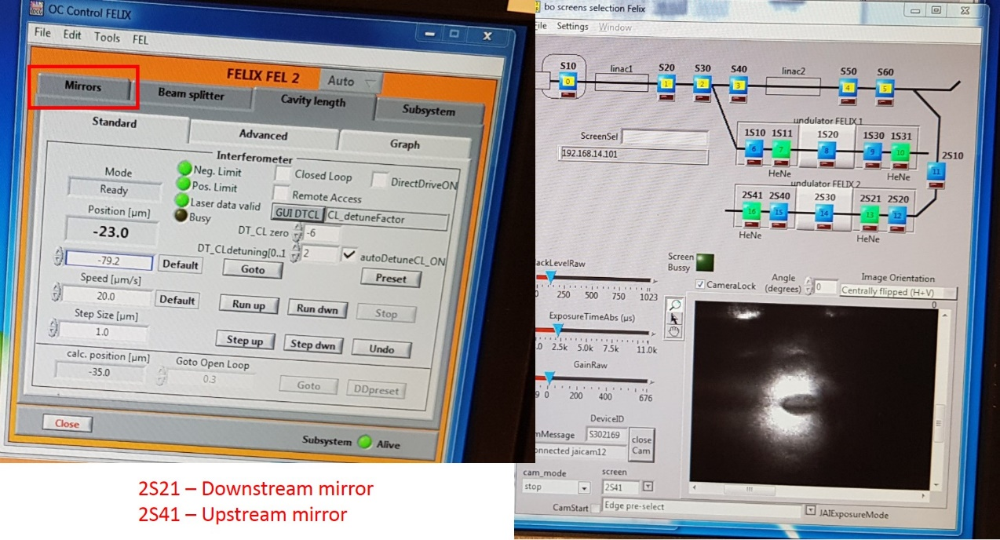 OC Control FELIX
File Edit Tools FEL
FELIX FEL 2 Auto
Mirrors Beam splitter Cavity length Subsystem
Standard Advanced Graph
Interferometer
Mode
Ready
Neg. Limit
Pos. Limit
Laser data valid
Busy
Closed Loop
DirectDriveON
Remote Access
GUI DTCL CL_detuneFactor
Position [µm]
-23.0
DT_CL zero -6
DT_CLdetuning[0..1 2 autoDetuneCL_ON
-79.2 Default
Goto Preset
Speed [µm/s]
20.0 Default
Run up Run dwn Stop
Step Size [µm]
1.0
Step up Step dwn Undo
calc. position [µm]
-35.0
Goto Open Loop
0.3
Goto DDpreset
Close
Subsystem Alive
2S21 – Downstream mirror
2S41 – Upstream mirror
bo screens selection Felix
ile Settings Window
S10 linac1 S20 S30 S40 linac2 S50 S60
0 1 2 3 4 5
ScreenSel
192.168.14.101
undulator FELIX 1
1S10 1S11 1S20 1S30 1S31
6 7 8 9 10
HeNe HeNe
2S10
11
undulator FELIX 2
2S41 2S40 2S30 2S21 2S20
16 15 14 13 12
HeNe HeNe
Screen
Bussy
ackLevelRaw
0 250 500 750 1023
ExposureTimeAbs (µs)
.0 2.5k 5.0k 7.5k 11.0k
GainRaw
9 0 200 400 676
CameraLock
Angle
(degrees) 0
Image Orientation
Centrally flipped (H+V)
0
DeviceID
mMessage S302169
onnected jaicam12
close
Cam
cam_mode
stop
screen
2S41
CamStart Edge pre-select JAIExposureMode